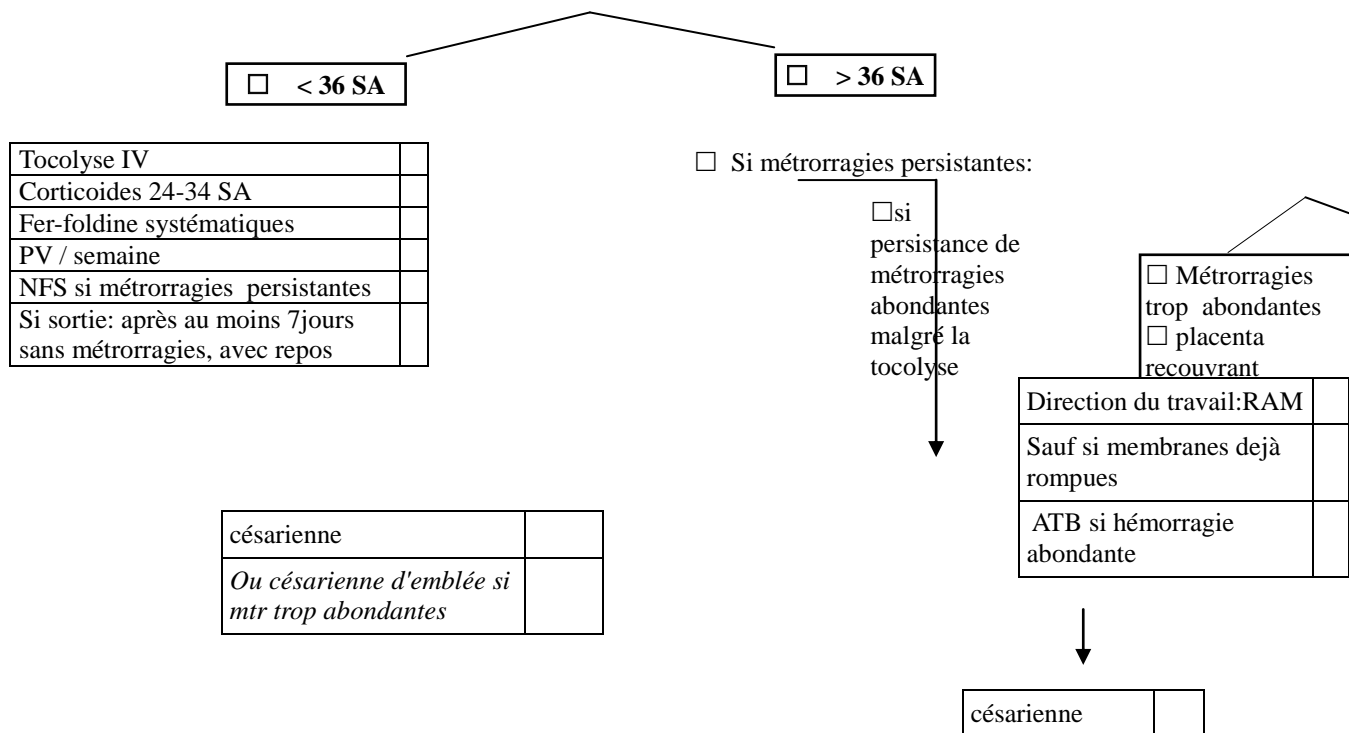 ☐ < 36 SA
☐ > 36 SA
Tocolyse IV
Corticoides 24-34 SA
Fer-foldine systématiques
PV / semaine
NFS si métrorragies persistantes
Si sortie: après au moins 7jours
sans métrorragies, avec repos
☐ Si métrorragies persistantes:
☐si
persistance de
métrorragies
abondantes
malgré la
tocolyse
☐ Métrorragies
trop abondantes
☐ placenta
recouvrant
Direction du travail:RAM
Sauf si membranes dejà
rompues
ATB si hémorragie
abondante
césarienne
Ou césarienne d'emblée si
mtr trop abondantes
césarienne